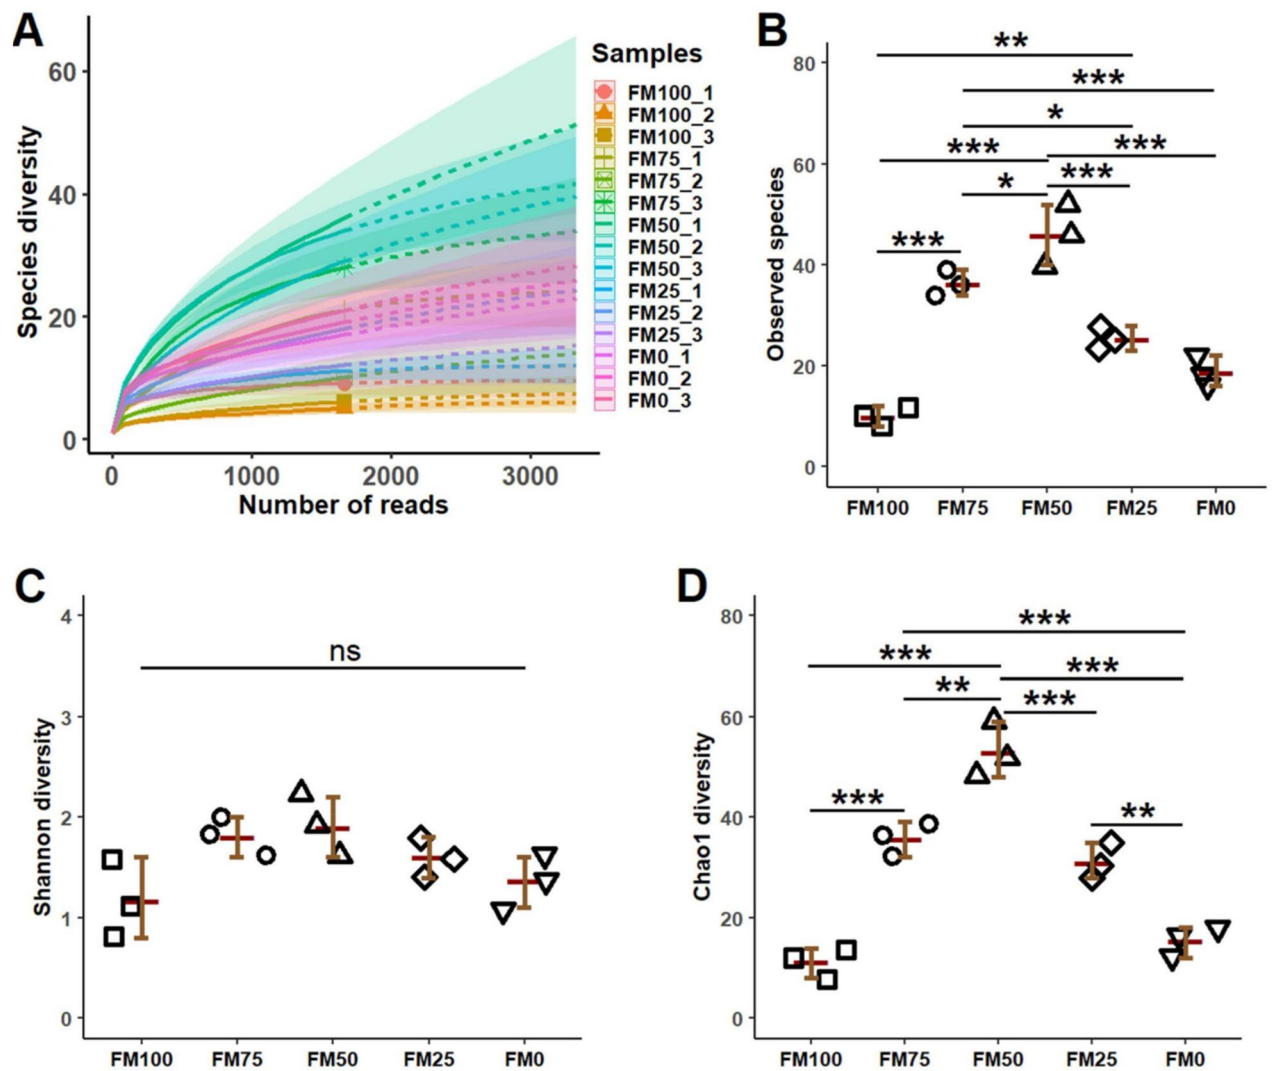 A
Species diversity
60
40
20
0
0 1000 2000 3000
Number of reads
Samples
FM100_1
FM100_2
FM100_3
FM75_1
FM75_2
FM75_3
FM50_1
FM50_2
FM50_3
FM25_1
FM25_2
FM25_3
FM0_1
FM0_2
FM0_3
B
Observed species
80
60
40
20
0
**
***
*
***
***
***
*
***
FM100 FM75 FM50 FM25 FM0
C
Shannon diversity
4
3
2
1
0
ns
FM100 FM75 FM50 FM25 FM0
D
Chao1 diversity
80
60
40
20
0
***
***
***
**
***
***
**
FM100 FM75 FM50 FM25 FM0